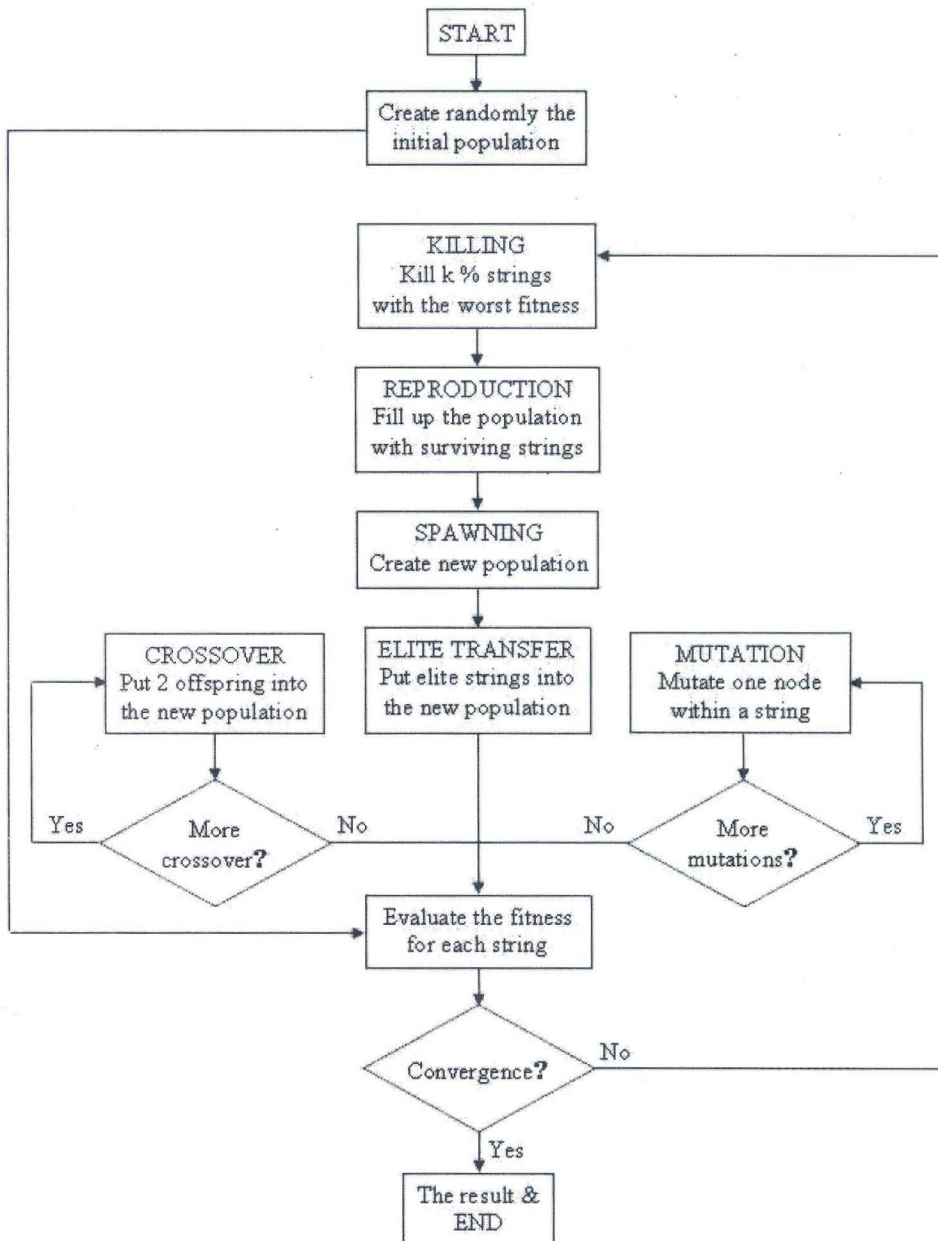 START
Create randomly the
initial population
KILLING
Kill k % strings
with the worst fitness
REPRODUCTION
Fill up the population
with surviving strings
SPAWNING
Create new population
CROSSOVER
Put 2 offspring into
the new population
ELITE TRANSFER
Put elite strings into
the new population
MUTATION
Mutate one node
within a string
Yes
More
crossover?
No
No
More
mutations?
Yes
Evaluate the fitness
for each string
Convergence?
No
Yes
The result &
END